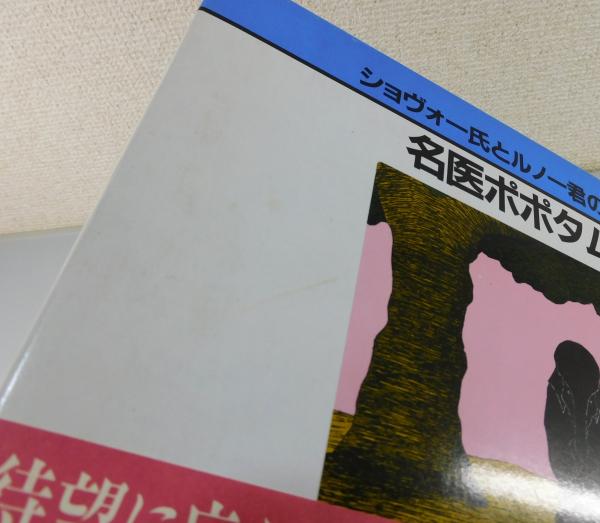 ショヴォー氏とルノー君の
名医ポポタム
待望に応